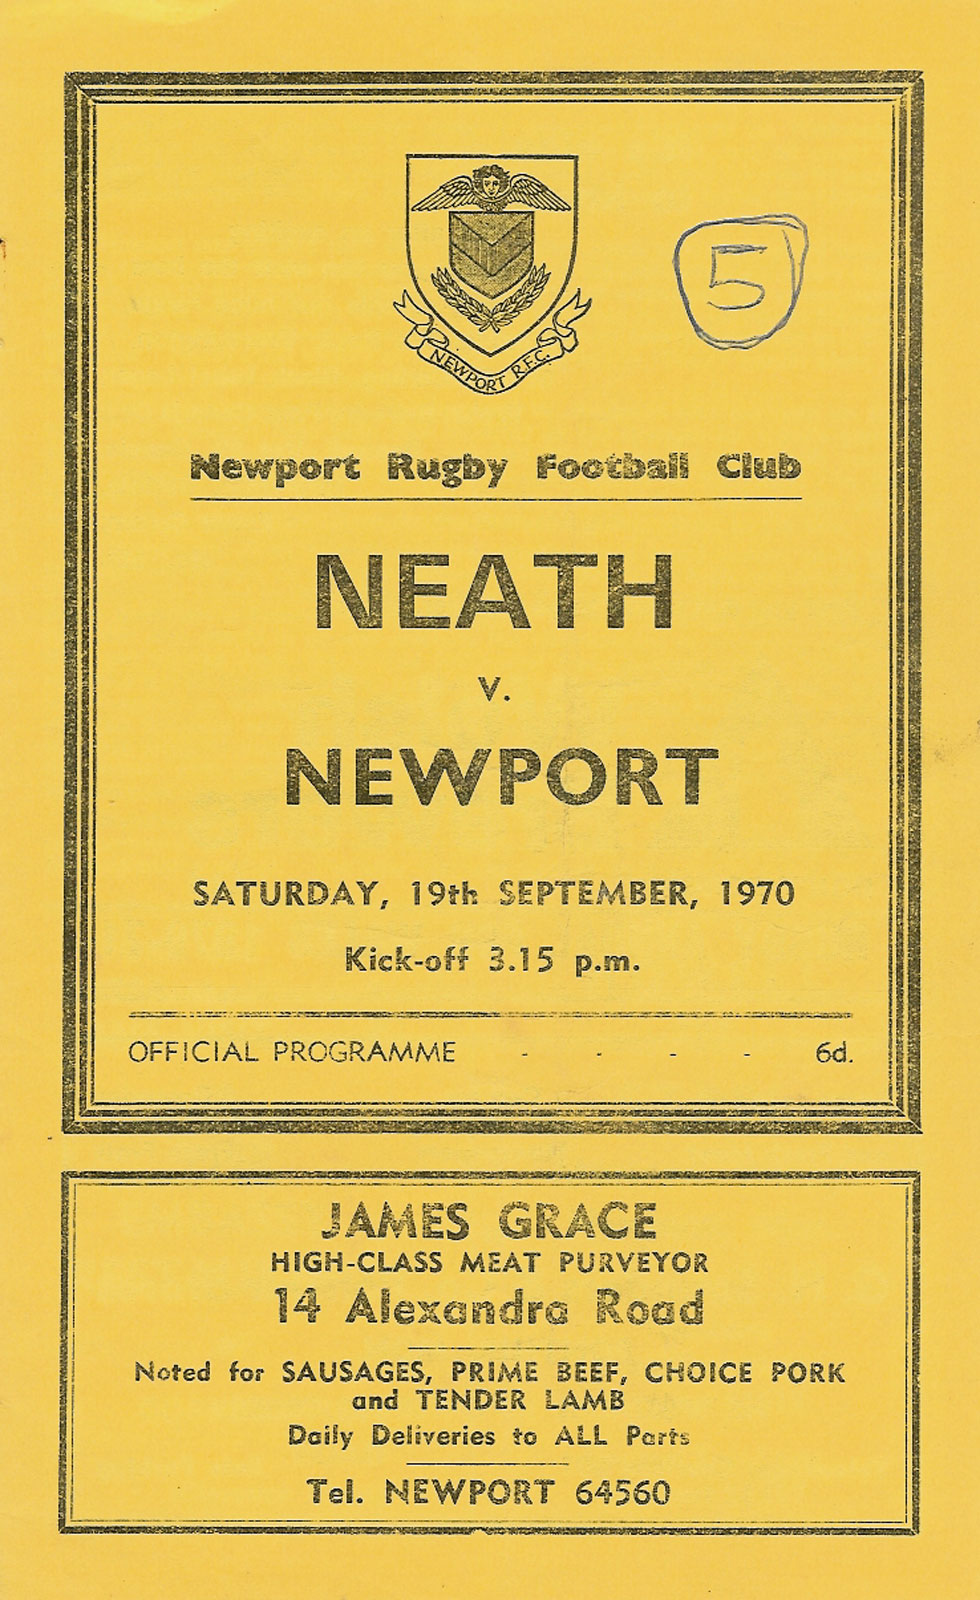 NEWPORT R.F.C.
5
Newport Rugby Football Club
NEATH
v.
NEWPORT
SATURDAY, 19th SEPTEMBER, 1970
Kick-off 3.15 p.m.
OFFICIAL PROGRAMME - - - - 6d.
JAMES GRACE
HIGH-CLASS MEAT PURVEYOR
14 Alexandra Road
Noted for SAUSAGES, PRIME BEEF, CHOICE PORK
and TENDER LAMB
Daily Deliveries to ALL Parts
Tel. NEWPORT 64560